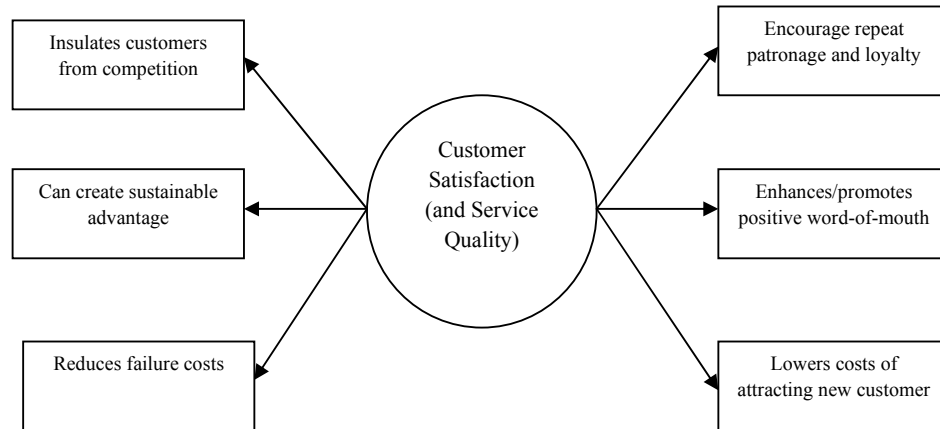 Insulates customers
from competition
Can create sustainable
advantage
Reduces failure costs
Customer
Satisfaction
(and Service
Quality)
Encourage repeat
patronage and loyalty
Enhances/promotes
positive word-of-mouth
Lowers costs of
attracting new customer